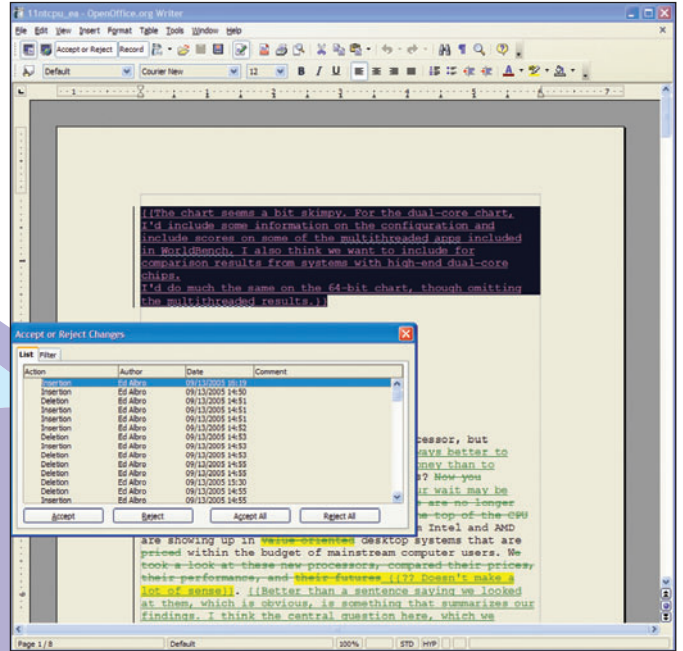 11ntcpu_ea - OpenOffice.org Writer
File Edit View Insert Format Table Tools Window Help
Accept or Reject Record
Default Courier New 12 B I U
1 1 2 3 4 5 6 7
{{The chart seems a bit skimpy. For the dual-core chart,
I'd include some information on the configuration and
include scores on some of the multithreaded apps included
in WorldBench. I also think we want to include for
comparison results from systems with high-end dual-core
chips.
I'd do much the same on the 64-bit chart, though omitting
the multithreaded results.}}
Accept or Reject Changes
List Filter
Action Author Date Comment
Insertion Ed Albro 09/13/2005 16:19
Insertion Ed Albro 09/13/2005 14:50
Deletion Ed Albro 09/13/2005 14:51
Insertion Ed Albro 09/13/2005 14:51
Insertion Ed Albro 09/13/2005 14:51
Insertion Ed Albro 09/13/2005 14:52
Deletion Ed Albro 09/13/2005 14:53
Insertion Ed Albro 09/13/2005 14:53
Deletion Ed Albro 09/13/2005 14:53
Deletion Ed Albro 09/13/2005 14:55
Deletion Ed Albro 09/13/2005 14:55
Deletion Ed Albro 09/13/2005 15:30
Deletion Ed Albro 09/13/2005 14:55
Insertion Ed Albro 09/13/2005 14:55
Accept Reject Accept All Reject All
essor, but
ways better to
ney than to
s? Now you
ur wait may be
are no longer
e top of the CPU
m Intel and AMD
are showing up in value oriented desktop systems that are
priced within the budget of mainstream computer users. We
took a look at these new processors, compared their prices,
their performance, and their futures {{?? Doesn't make a
lot of sense}}. {{Better than a sentence saying we looked
at them, which is obvious, is something that summarizes our
findings. I think the central question here, which we
Page 1 / 8 Default 100% STD HYP